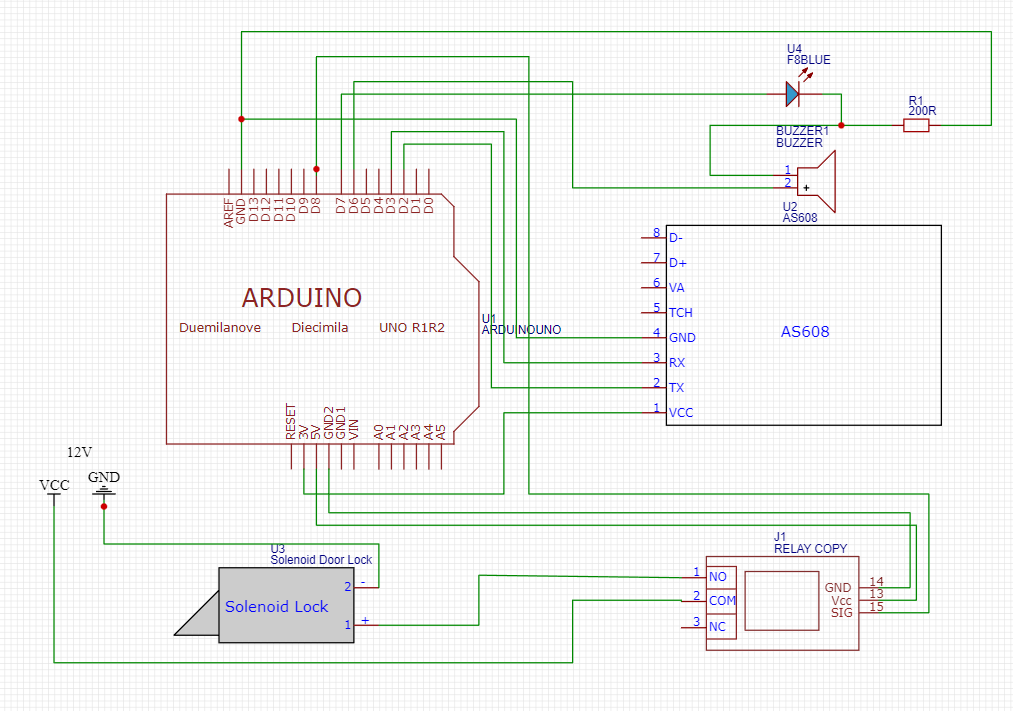 U4
F8BLUE
R1
200R
BUZZER1
BUZZER
1
2
+
U2
AS608
AREF
GND
D13
D12
D11
D10
D9
D8
D7
D6
D5
D4
D3
D2
D1
D0
8 D-
7 D+
6 VA
5 TCH
4 GND
3 RX
2 TX
1 VCC
AS608
ARDUINO
Duemilanove Diecimila UNO R1R2
U1
ARDUINOUNO
RESET
3V
5V
GND2
GND1
VIN
A0
A1
A2
A3
A4
A5
12V
VCC
GND
U3
Solenoid Door Lock
Solenoid Lock
2 -
1 +
J1
RELAY COPY
1 NO
2 COM
3 NC
GND 14
Vcc 13
SIG 15